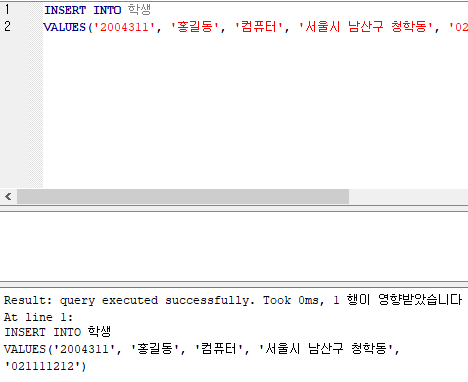 1 INSERT INTO 학생
2 VALUES('2004311', '홍길동', '컴퓨터', '서울시 남산구 청학동', '02
Result: query executed successfully. Took 0ms, 1 행이 영향받았습니다
At line 1:
INSERT INTO 학생
VALUES('2004311', '홍길동', '컴퓨터', '서울시 남산구 청학동',
'021111212')